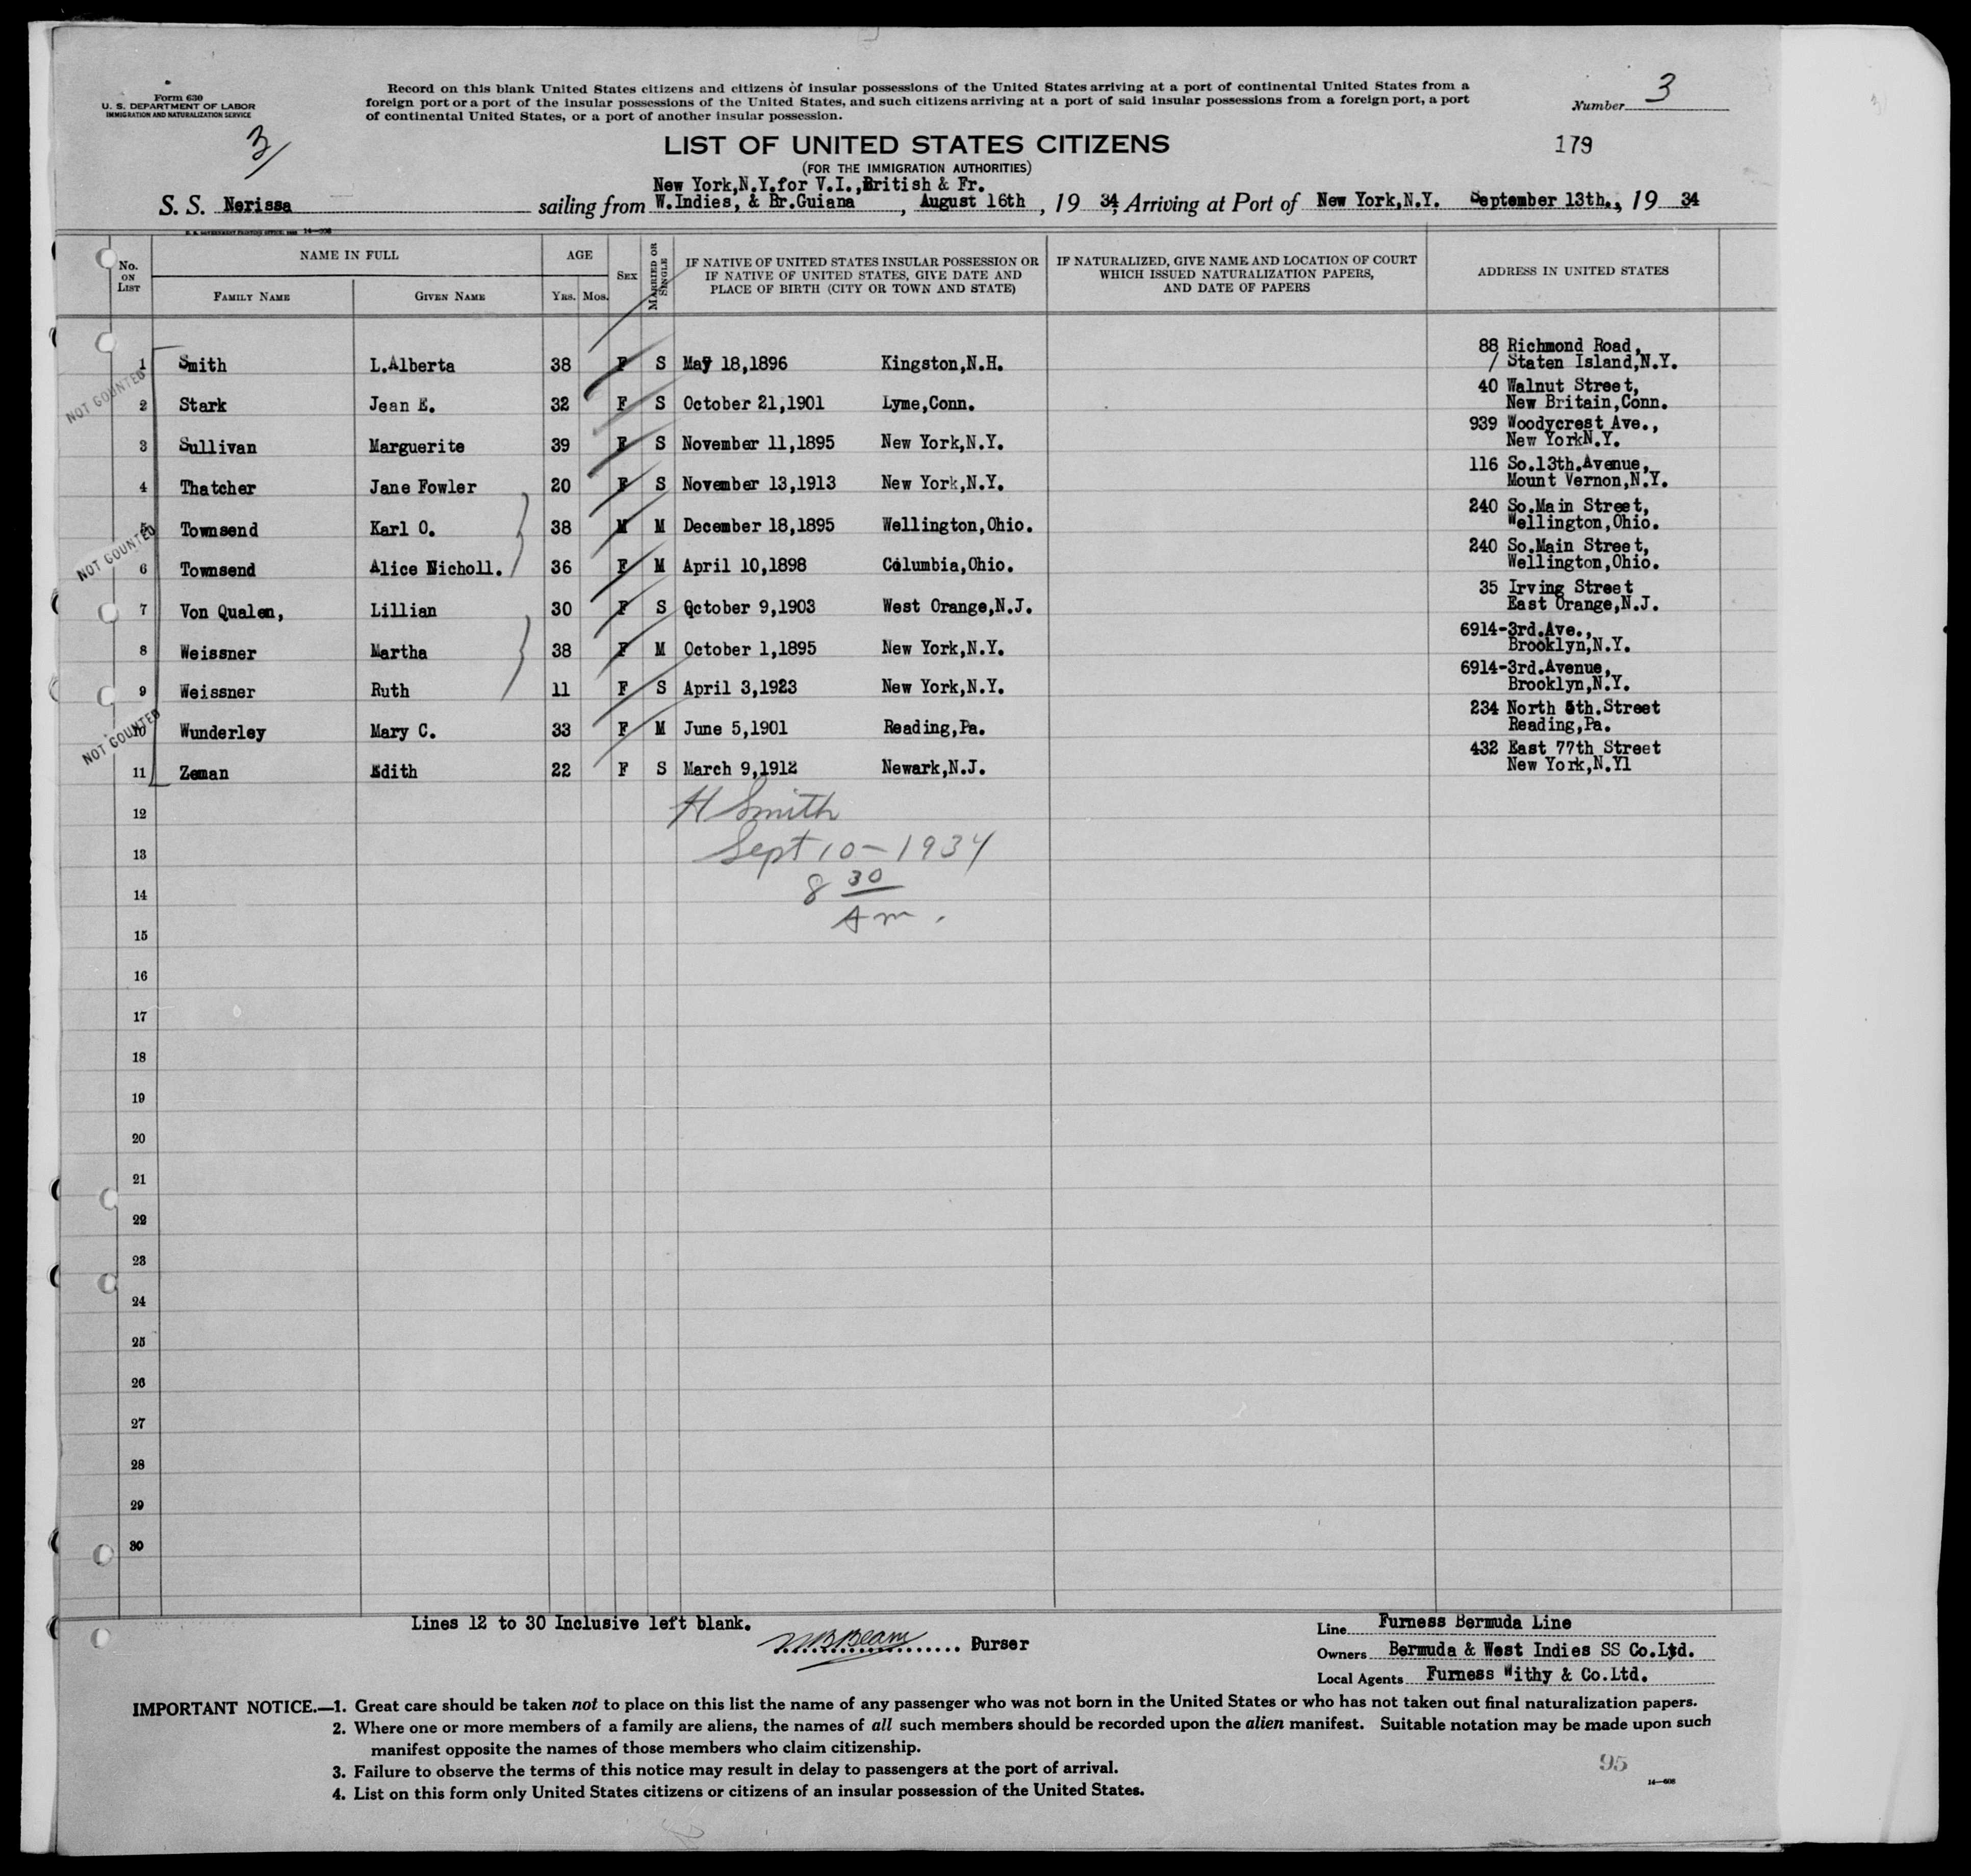 Form 630
U. S. DEPARTMENT OF LABOR
IMMIGRATION AND NATURALIZATION SERVICE
3
Record on this blank United States citizens and citizens of insular possessions of the United States arriving at a port of continental United States from a
foreign port or a port of the insular possessions of the United States, and such citizens arriving at a port of said insular possessions from a foreign port, a port
of continental United States, or a port of another insular possession.
Number 3
179
LIST OF UNITED STATES CITIZENS
(FOR THE IMMIGRATION AUTHORITIES)
New York,N.Y.for V.I.,British & Fr.
S. S. Nerissa sailing from W.Indies, & Br.Guiana, August 16th, 19 34, Arriving at Port of New York,N.Y. September 13th., 19 34
U. S. GOVERNMENT PRINTING OFFICE: 14—608
No. ON LIST
NAME IN FULL
FAMILY NAME
GIVEN NAME
AGE
YRS. MOS.
SEX
MARRIED OR SINGLE
IF NATIVE OF UNITED STATES INSULAR POSSESSION OR
IF NATIVE OF UNITED STATES, GIVE DATE AND
PLACE OF BIRTH (CITY OR TOWN AND STATE)
IF NATURALIZED, GIVE NAME AND LOCATION OF COURT
WHICH ISSUED NATURALIZATION PAPERS,
AND DATE OF PAPERS
ADDRESS IN UNITED STATES
88 Richmond Road,
1 Smith L.Alberta 38 F S May 18,1896 Kingston,N.H. / Staten Island,N.Y.
NOT COUNTED
40 Walnut Street,
2 Stark Jean E. 32 F S October 21,1901 Lyme,Conn. New Britain,Conn.
939 Woodycrest Ave.,
3 Sullivan Marguerite 39 F S November 11,1895 New York,N.Y. New YorkN.Y.
116 So.13th.Avenue,
4 Thatcher Jane Fowler 20 F S November 13,1913 New York,N.Y. Mount Vernon,N.Y.
240 So.Main Street,
5 Townsend Karl O. 38 M M December 18,1895 Wellington,Ohio. Wellington,Ohio.
NOT COUNTED
240 So.Main Street,
6 Townsend Alice Nicholl. 36 F M April 10,1898 Columbia,Ohio. Wellington,Ohio.
35 Irving Street
7 Von Qualen, Lillian 30 F S October 9,1903 West Orange,N.J. East Orange,N.J.
6914-3rd.Ave.,
8 Weissner Martha 38 F M October 1,1895 New York,N.Y. Brooklyn,N.Y.
6914-3rd.Avenue,
9 Weissner Ruth 11 F S April 3,1923 New York,N.Y. Brooklyn,N.Y.
234 North 5th.Street
10 Wunderley Mary C. 33 F M June 5,1901 Reading,Pa. Reading,Pa.
NOT COUNTED
432 East 77th Street
11 Zeman Edith 22 F S March 9,1912 Newark,N.J. New York,N.Yl
12 H Smith
13 Sept 10-1934
14 8 30
Am.
15
16
17
18
19
20
21
22
23
24
25
26
27
28
29
30
Lines 12 to 30 Inclusive left blank.
Purser
Line Furness Bermuda Line
Owners Bermuda & West Indies SS Co.Ltd.
Local Agents Furness Withy & Co.Ltd.
IMPORTANT NOTICE.—1. Great care should be taken not to place on this list the name of any passenger who was not born in the United States or who has not taken out final naturalization papers.
2. Where one or more members of a family are aliens, the names of all such members should be recorded upon the alien manifest. Suitable notation may be made upon such
manifest opposite the names of those members who claim citizenship.
3. Failure to observe the terms of this notice may result in delay to passengers at the port of arrival.
4. List on this form only United States citizens or citizens of an insular possession of the United States.
95
14—608